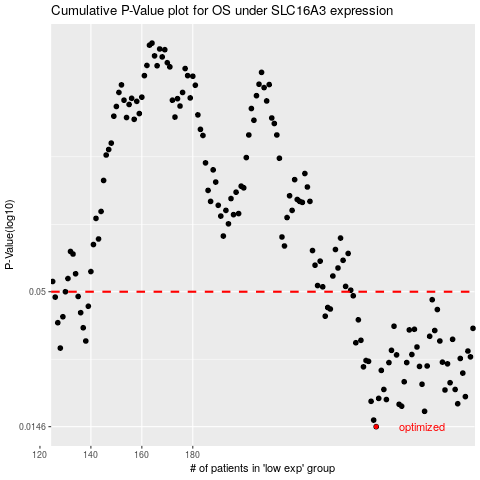 Cumulative P-Value plot for OS under SLC16A3 expression
P-Value(log10)
0.05
0.0146
optimized
120 140 160 180
# of patients in 'low exp' group